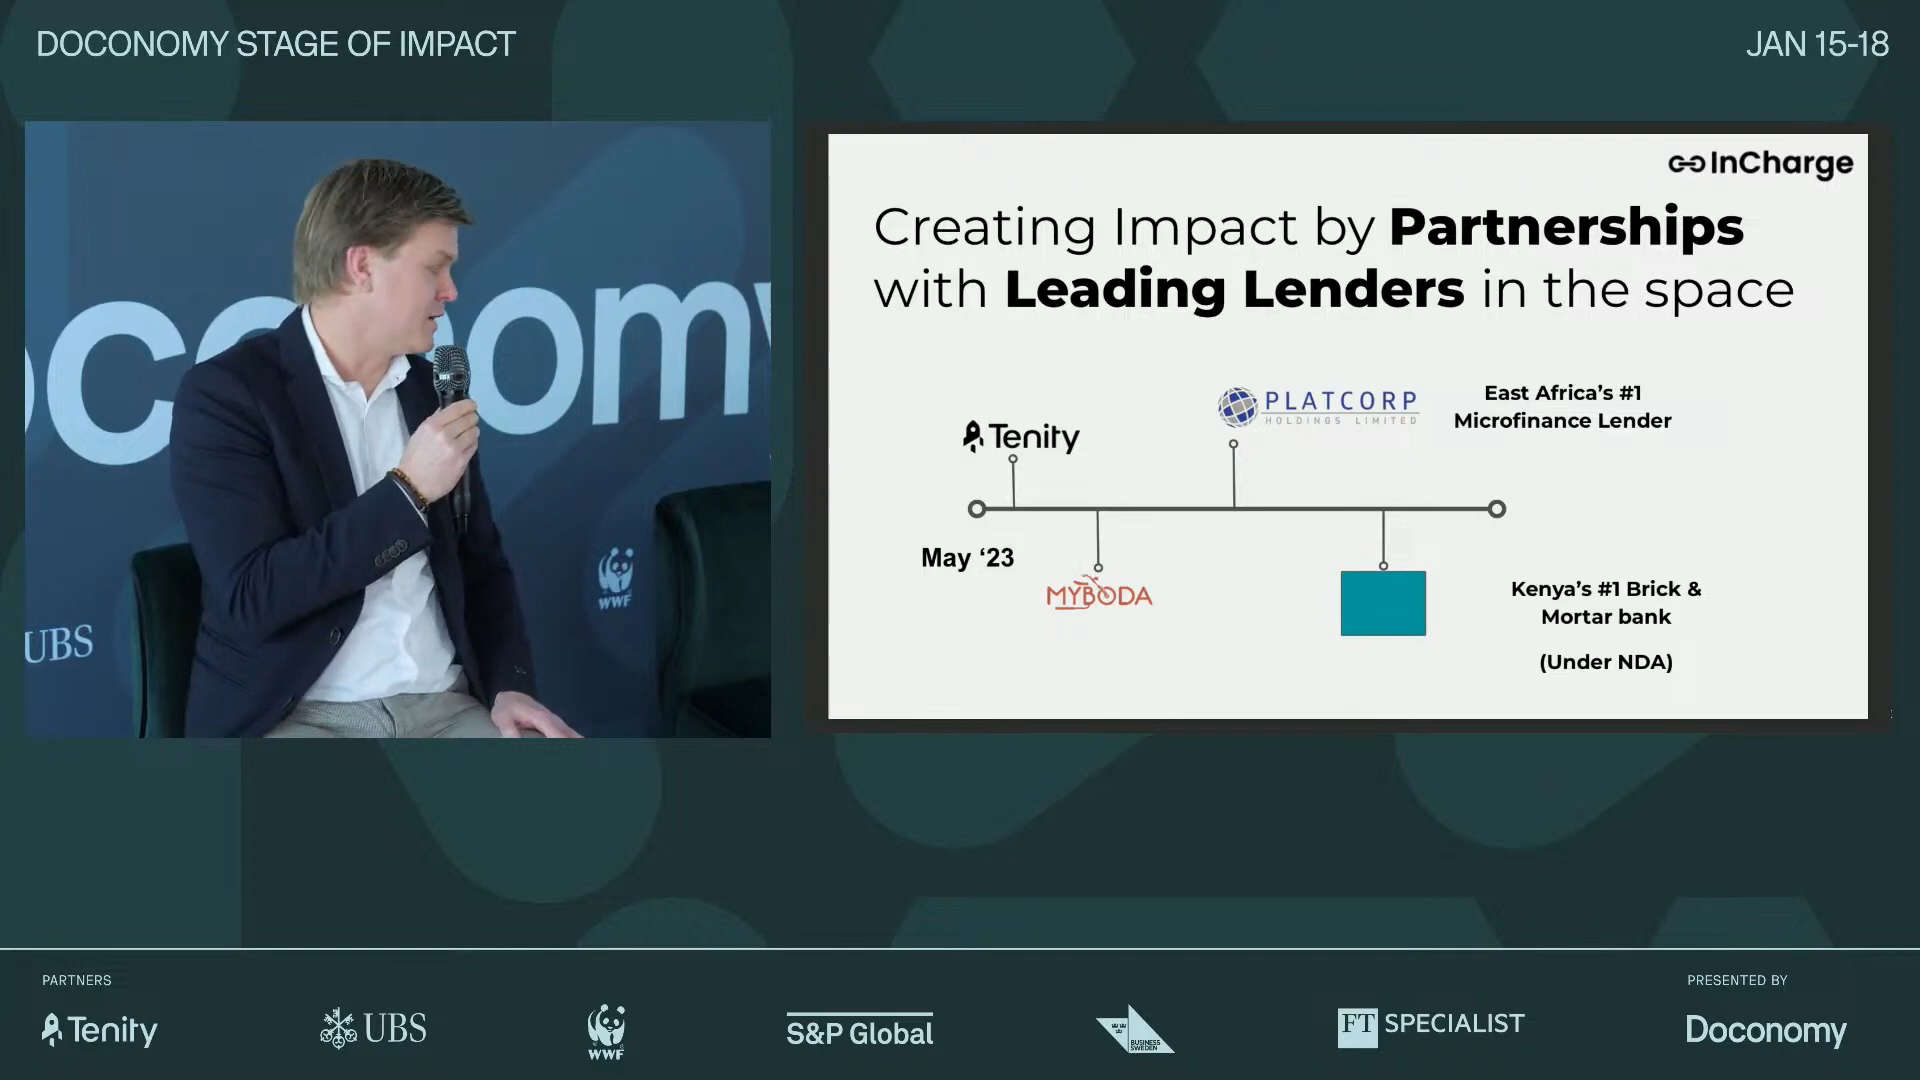 DOCONOMY STAGE OF IMPACT
JAN 15-18
UBS
WWF
InCharge
Creating Impact by Partnerships
with Leading Lenders in the space
Tenity
PLATCORP
HOLDINGS LIMITED
East Africa’s #1
Microfinance Lender
May ‘23
MYBODA
Kenya’s #1 Brick &
Mortar bank
(Under NDA)
PARTNERS
Tenity
UBS
WWF
S&P Global
BUSINESS
SWEDEN
FT SPECIALIST
PRESENTED BY
Doconomy